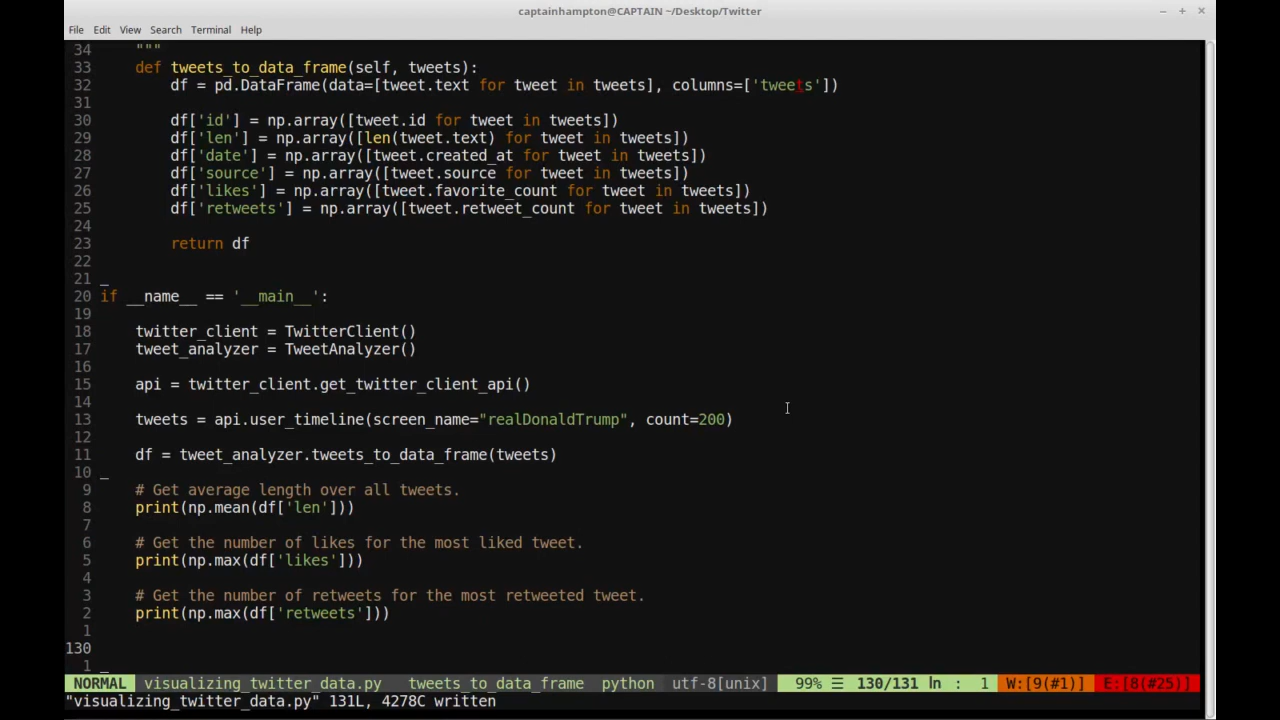 captainhampton@CAPTAIN ~/Desktop/Twitter
File Edit View Search Terminal Help
34     """
33     def tweets_to_data_frame(self, tweets):
32         df = pd.DataFrame(data=[tweet.text for tweet in tweets], columns=['tweets'])
31
30         df['id'] = np.array([tweet.id for tweet in tweets])
29         df['len'] = np.array([len(tweet.text) for tweet in tweets])
28         df['date'] = np.array([tweet.created_at for tweet in tweets])
27         df['source'] = np.array([tweet.source for tweet in tweets])
26         df['likes'] = np.array([tweet.favorite_count for tweet in tweets])
25         df['retweets'] = np.array([tweet.retweet_count for tweet in tweets])
24
23         return df
22
21 _
20 if __name__ == '__main__':
19
18     twitter_client = TwitterClient()
17     tweet_analyzer = TweetAnalyzer()
16
15     api = twitter_client.get_twitter_client_api()
14
13     tweets = api.user_timeline(screen_name="realDonaldTrump", count=200)
12
11     df = tweet_analyzer.tweets_to_data_frame(tweets)
10 _
9     # Get average length over all tweets.
8     print(np.mean(df['len']))
7
6     # Get the number of likes for the most liked tweet.
5     print(np.max(df['likes']))
4
3     # Get the number of retweets for the most retweeted tweet.
2     print(np.max(df['retweets']))
1
130
1 _
NORMAL visualizing_twitter_data.py tweets_to_data_frame python utf-8[unix] 99% ☰ 130/131 ln : 1 W:[9(#1)] E:[8(#25)]
"visualizing_twitter_data.py" 131L, 4278C written